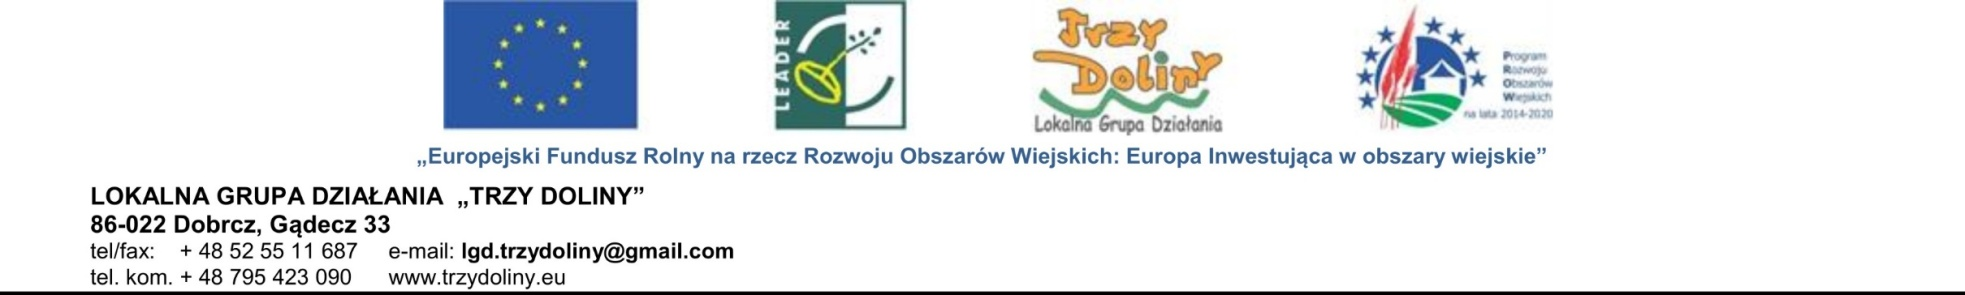 LEADER
Trzy
Doliny
Lokalna Grupa Działania
Program
Rozwoju
Obszarów
Wiejskich
na lata 2014-2020
„Europejski Fundusz Rolny na rzecz Rozwoju Obszarów Wiejskich: Europa Inwestująca w obszary wiejskie”
LOKALNA GRUPA DZIAŁANIA „TRZY DOLINY”
86-022 Dobrcz, Gądecz 33
tel/fax: + 48 52 55 11 687 e-mail: lgd.trzydoliny@gmail.com
tel. kom. + 48 795 423 090 www.trzydoliny.eu